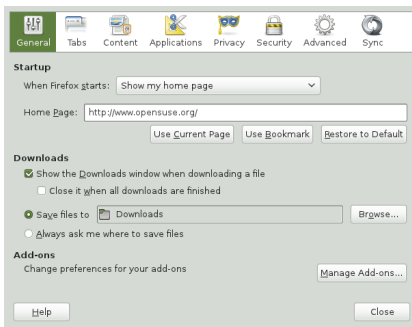 General Tabs Content Applications Privacy Security Advanced Sync
Startup
When Firefox starts: Show my home page
Home Page: http://www.opensuse.org/
Use Current Page Use Bookmark Restore to Default
Downloads
Show the Downloads window when downloading a file
Close it when all downloads are finished
Save files to Downloads Browse...
Always ask me where to save files
Add-ons
Change preferences for your add-ons
Manage Add-ons...
Help Close